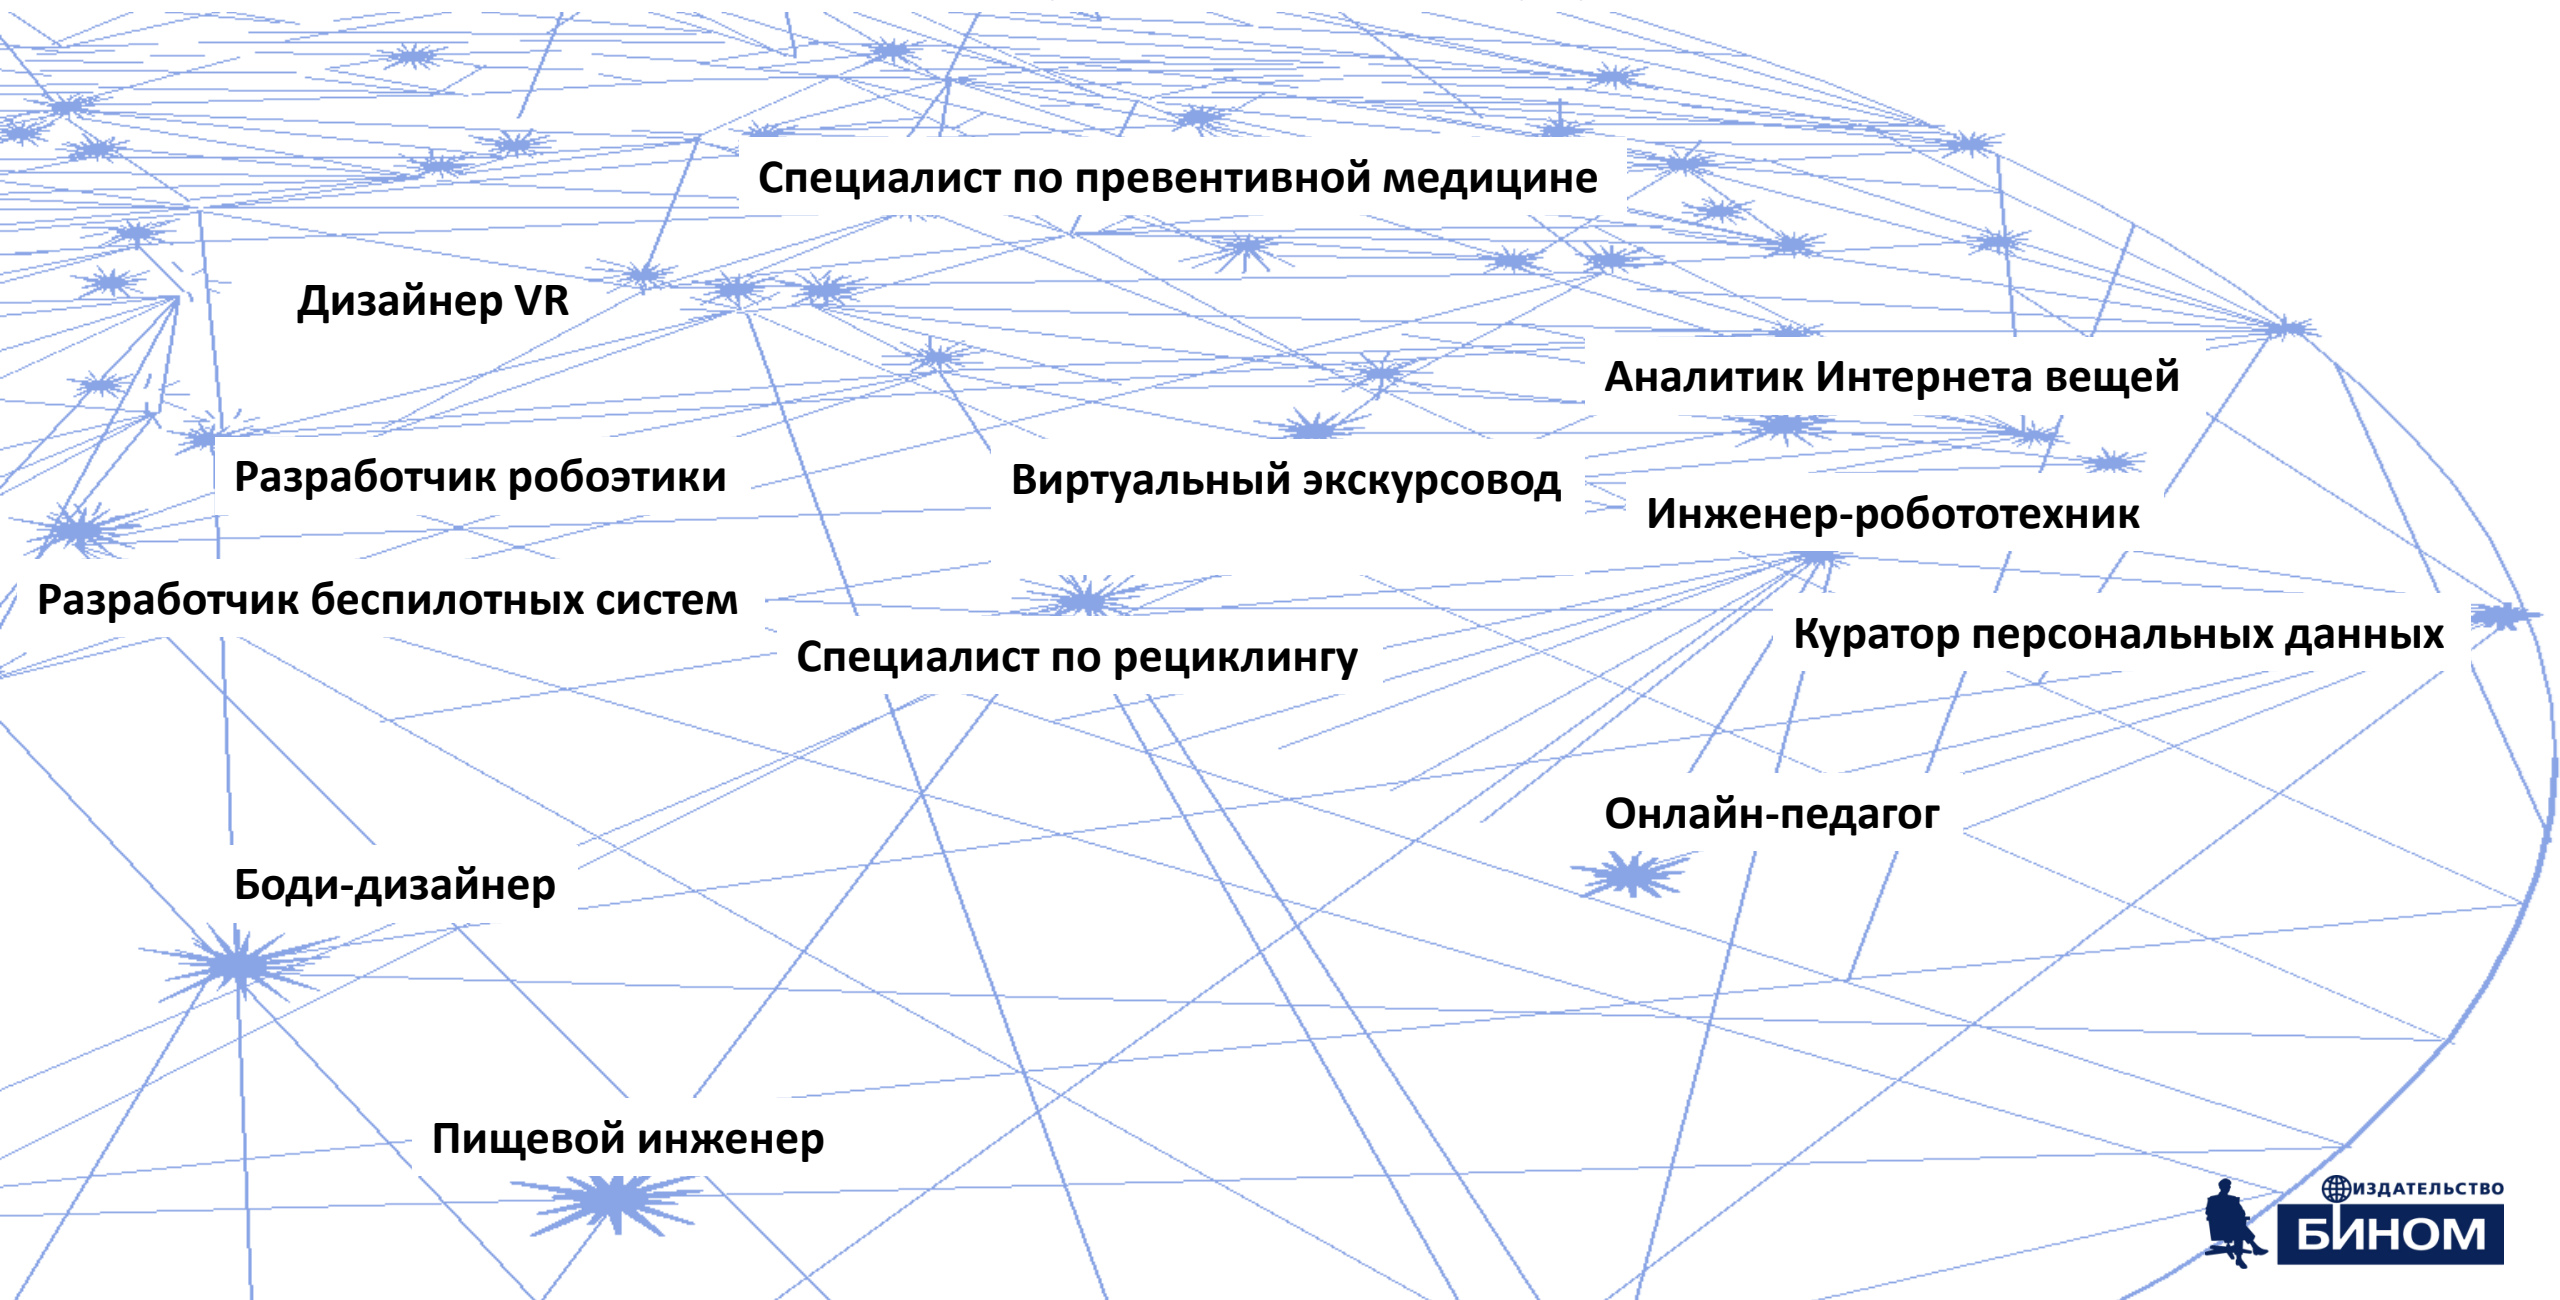 Специалист по превентивной медицине
Дизайнер VR
Аналитик Интернета вещей
Разработчик робоэтики
Виртуальный экскурсовод
Инженер-робототехник
Разработчик беспилотных систем
Куратор персональных данных
Специалист по рециклингу
Онлайн-педагог
Боди-дизайнер
Пищевой инженер
ИЗДАТЕЛЬСТВО
БИНОМ